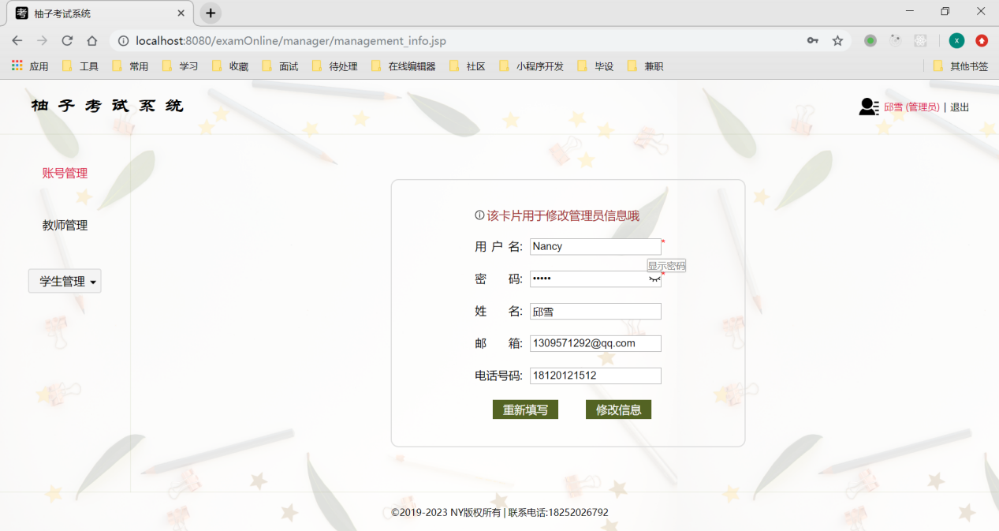 考 柚子考试系统
localhost:8080/examOnline/manager/management_info.jsp
X
应用 工具 常用 学习 收藏 面试 待处理 在线编辑器 社区 小程序开发 毕设 兼职 其他书签
柚子考试系统
邱雪 (管理员) | 退出
账号管理
教师管理
学生管理
该卡片用于修改管理员信息哦
用 户 名: Nancy *
显示密码
密 码: ••••• *
姓 名: 邱雪
邮 箱: 1309571292@qq.com
电话号码: 18120121512
重新填写 修改信息
©2019-2023 NY版权所有 | 联系电话:18252026792